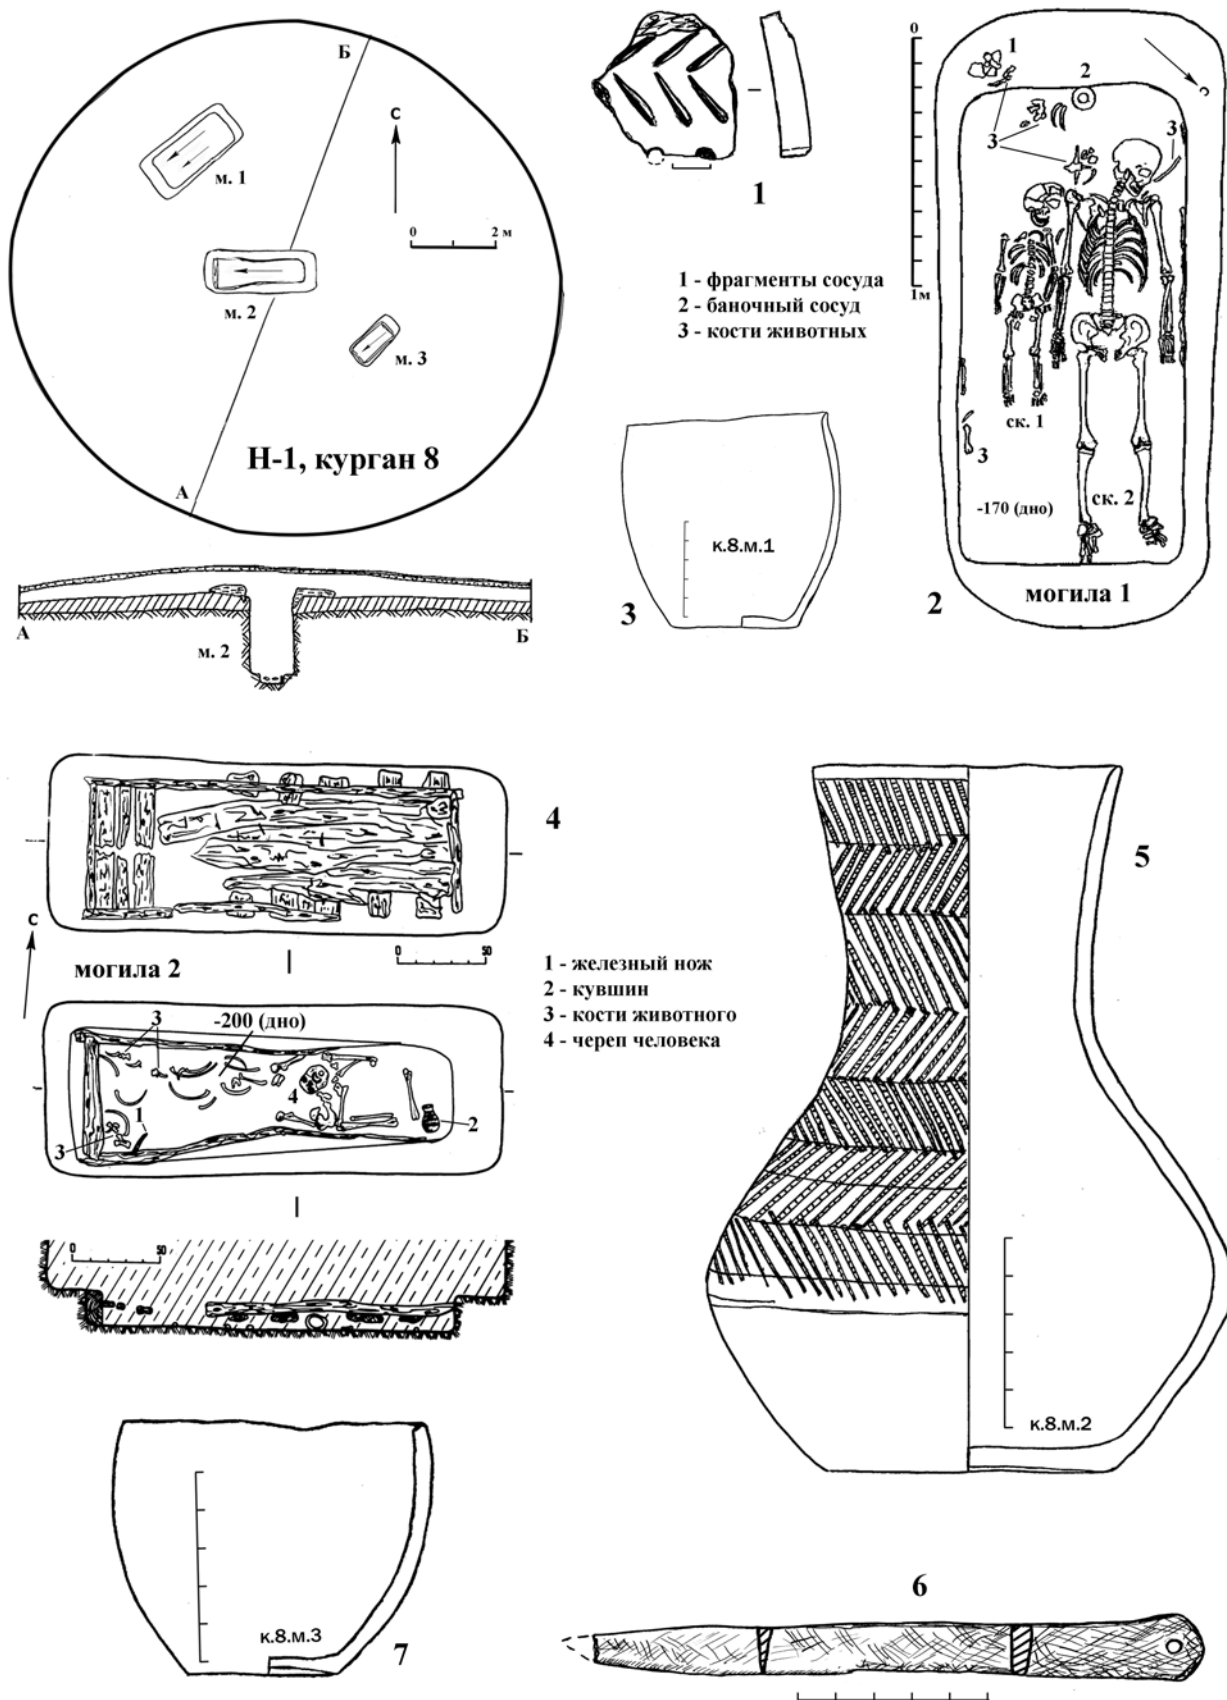 Б
С
м. 1
0 2 м
м. 2
м. 3
Н-1, курган 8
А
А
Б
м. 2
1
1 - фрагменты сосуда
2 - баночный сосуд
3 - кости животных
0
1м
1
2
3
3
3
ск. 1
ск. 2
-170 (дно)
могила 1
2
к.8.м.1
3
4
С
0 50
могила 2
1 - железный нож
2 - кувшин
3 - кости животного
4 - череп человека
3
-200 (дно)
1
4
2
3
0 50
5
к.8.м.2
к.8.м.3
7
6